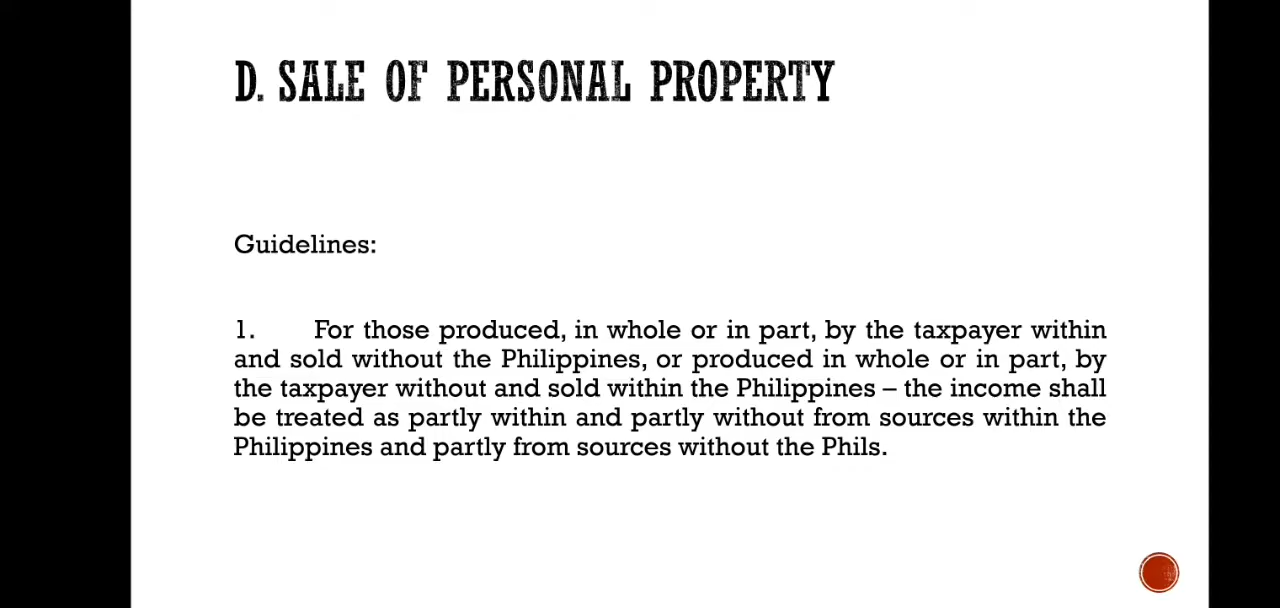 D. SALE OF PERSONAL PROPERTY
Guidelines:
1. For those produced, in whole or in part, by the taxpayer within
and sold without the Philippines, or produced in whole or in part, by
the taxpayer without and sold within the Philippines – the income shall
be treated as partly within and partly without from sources within the
Philippines and partly from sources without the Phils.